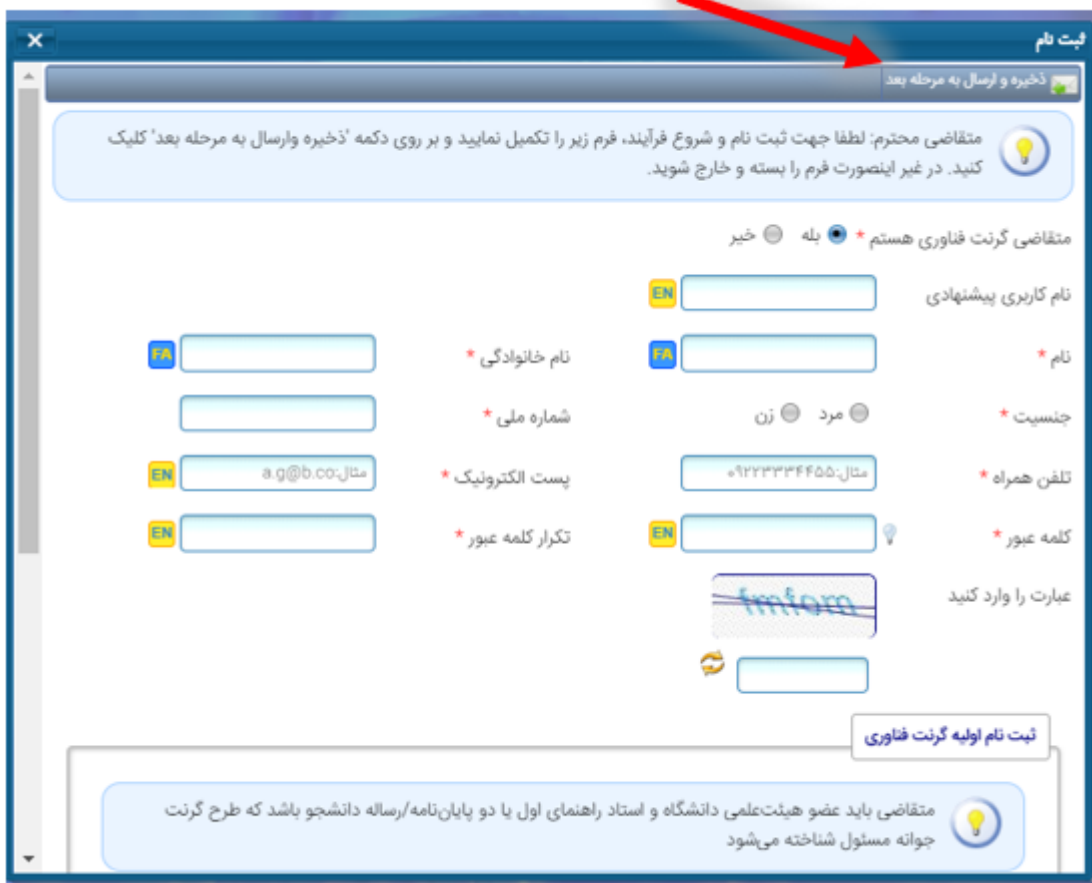 ثبت نام
ذخیره و ارسال به مرحله بعد
متقاضی محترم: لطفا جهت ثبت نام و شروع فرآیند، فرم زیر را تکمیل نمایید و بر روی دکمه 'ذخیره وارسال به مرحله بعد' کلیک
کنید. در غیر اینصورت فرم را بسته و خارج شوید.
متقاضی گرنت فناوری هستم * بله خیر
نام کاربری پیشنهادی EN
نام * FA نام خانوادگی * FA
جنسیت * مرد زن شماره ملی *
تلفن همراه * مثال:۰۹۲۲۳۳۳۴۴۵۵ پست الکترونیک * مثال:a.g@b.co EN
کلمه عبور * EN تکرار کلمه عبور * EN
عبارت را وارد کنید
ثبت نام اولیه گرنت فناوری
متقاضی باید عضو هیئت‌علمی دانشگاه و استاد راهنمای اول یا دو پایان‌نامه/رساله دانشجو باشد که طرح گرنت
جوانه مسئول شناخته می‌شود